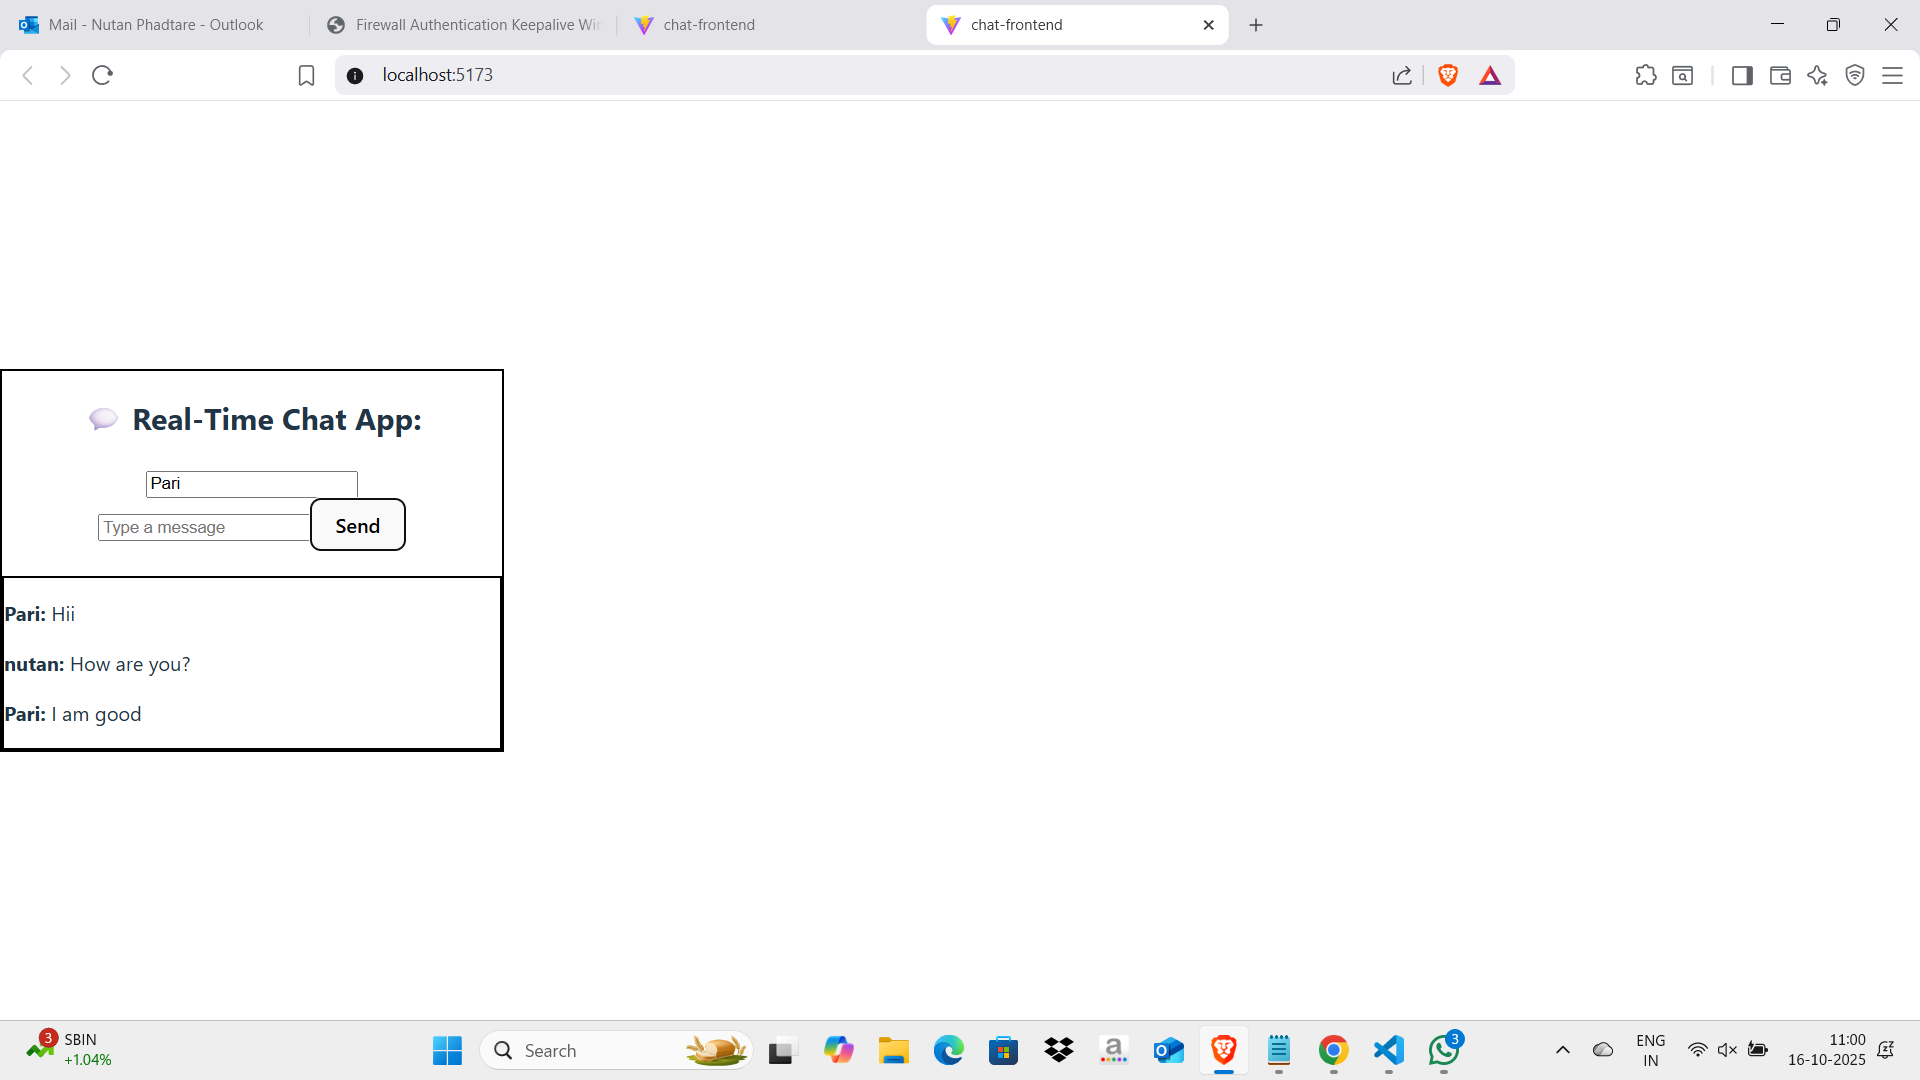 Mail - Nutan Phadtare - Outlook
Firewall Authentication Keepalive Win
chat-frontend
chat-frontend
localhost:5173
Real-Time Chat App:
Pari
Type a message
Send
Pari: Hii
nutan: How are you?
Pari: I am good
3
SBIN
+1.04%
Search
a
3
ENG
IN
11:00
16-10-2025